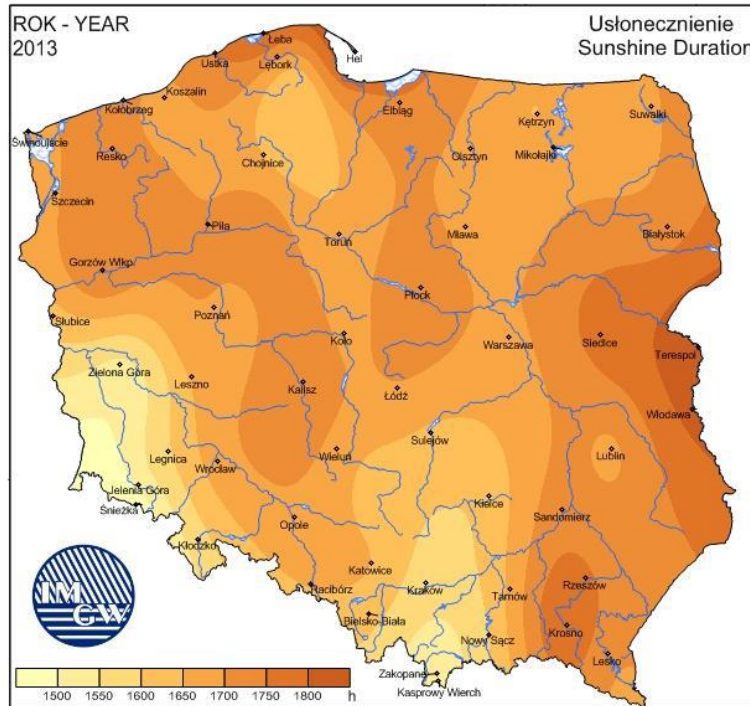 ROK - YEAR
2013
Usłonecznienie
Sunshine Duration
Łeba
Hel
Ustka
Lębork
Koszalin
Kołobrzeg
Elbląg
Kętrzyn
Suwałki
Świnoujście
Resko
Chojnice
Olsztyn
Mikołajki
Szczecin
Piła
Toruń
Mława
Białystok
Gorzów Wlkp.
Płock
Słubice
Poznań
Koło
Warszawa
Siedlce
Terespol
Zielona Góra
Leszno
Kalisz
Łódź
Włodawa
Sulejów
Legnica
Wrocław
Wieluń
Lublin
Jelenia Góra
Kielce
Śnieżka
Opole
Sandomierz
Kłodzko
Katowice
Racibórz
Kraków
Tarnów
Rzeszów
Bielsko-Biała
Nowy Sącz
Krosno
Lesko
Zakopane
Kasprowy Wierch
IM
GW
1500 1550 1600 1650 1700 1750 1800 h